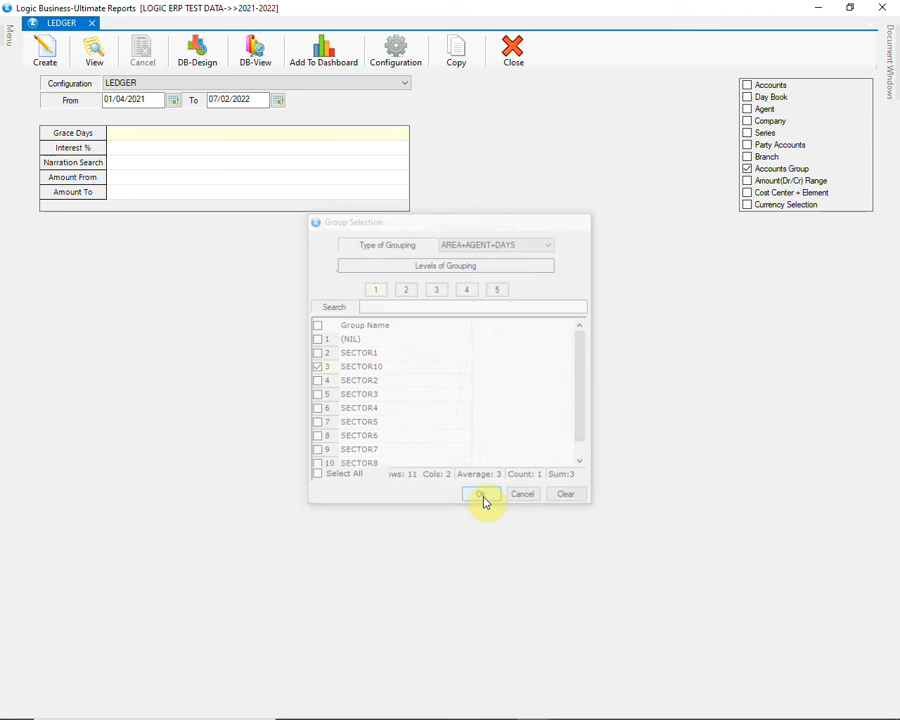 Logic Business-Ultimate Reports [LOGIC ERP TEST DATA->>2021-2022]
Menu
LEDGER
Document Windows
Create
View
Cancel
DB-Design
DB-View
Add To Dashboard
Configuration
Copy
Close
Configuration LEDGER
From 01/04/2021 To 07/02/2022
Grace Days
Interest %
Narration Search
Amount From
Amount To
Accounts
Day Book
Agent
Company
Series
Party Accounts
Branch
Accounts Group
Amount(Dr/Cr) Range
Cost Center + Element
Currency Selection
Group Selection
Type of Grouping AREA+AGENT+DAYS
Levels of Grouping
1 2 3 4 5
Search
Group Name
1 (NIL)
2 SECTOR1
3 SECTOR10
4 SECTOR2
5 SECTOR3
6 SECTOR4
7 SECTOR5
8 SECTOR6
9 SECTOR7
10 SECTOR8
Select All ws: 11 Cols: 2 Average: 3 Count: 1 Sum:3
Ok Cancel Clear